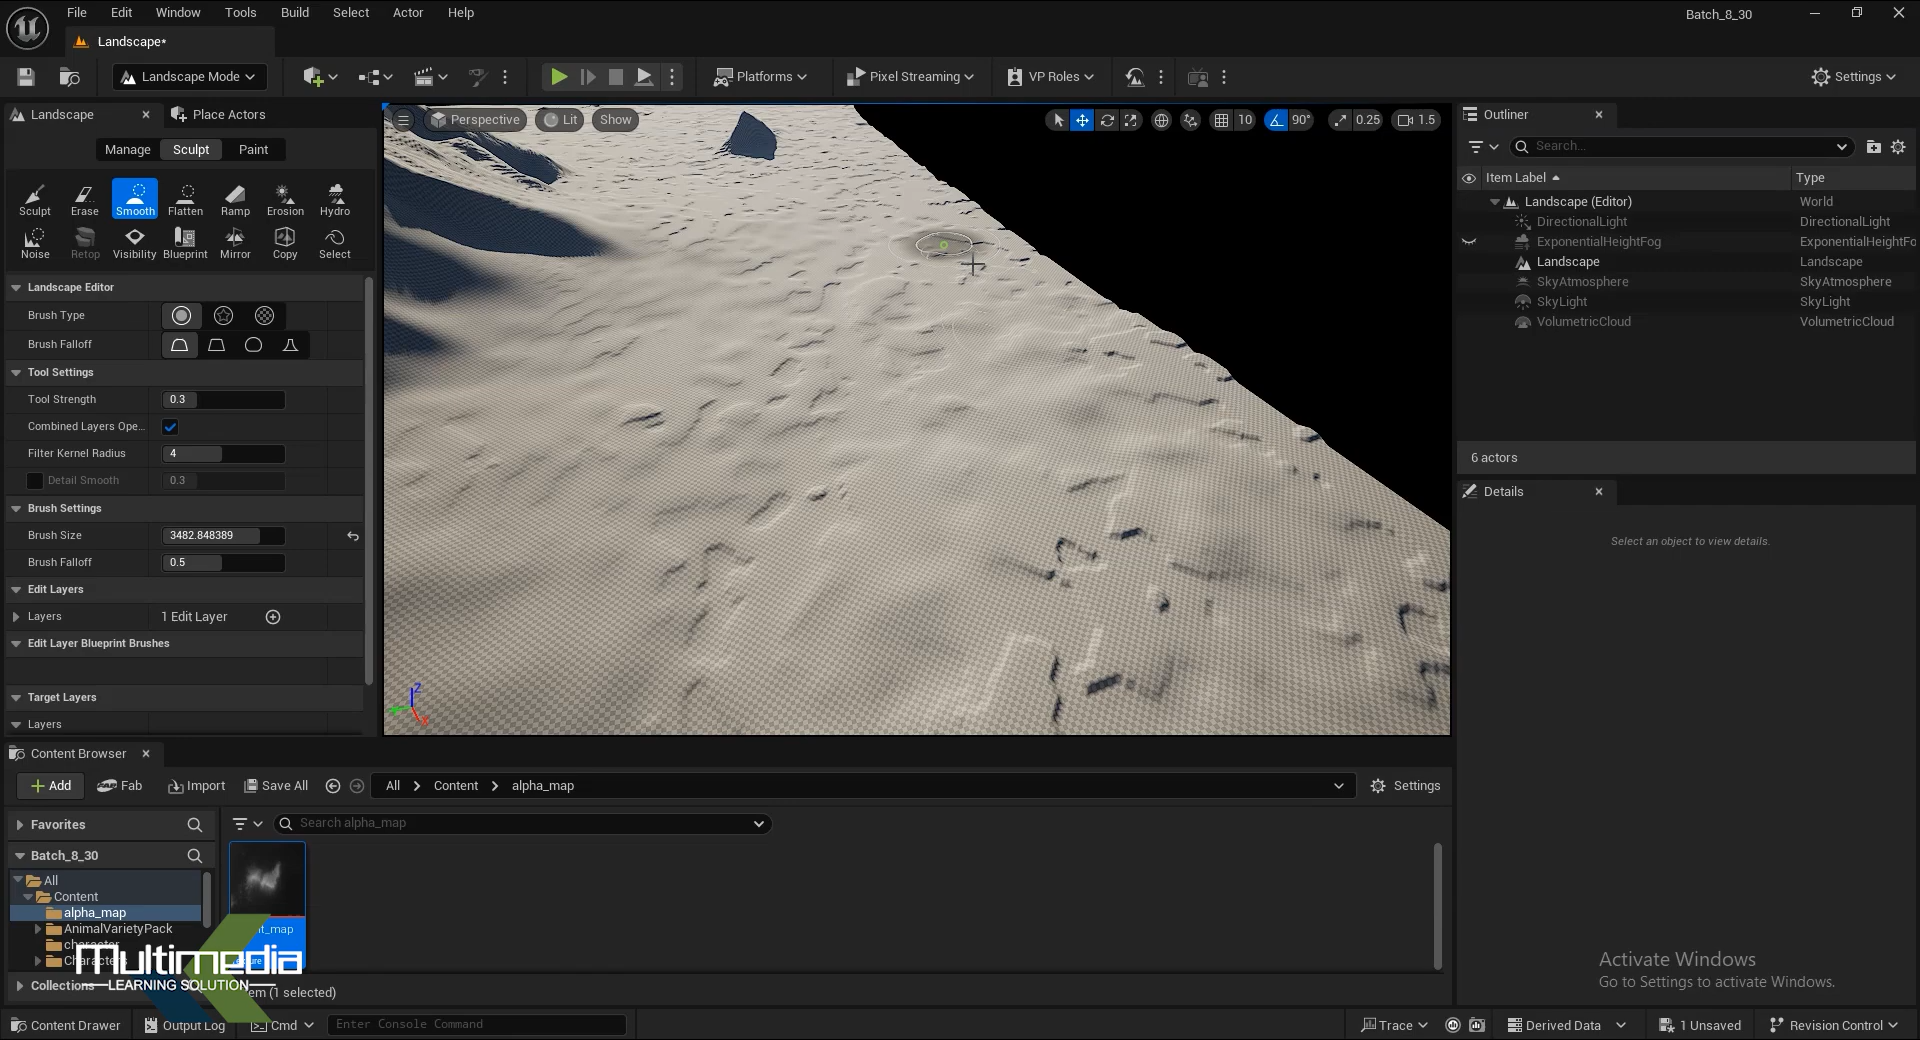 File Edit Window Tools Build Select Actor Help
Batch_8_30
Landscape*
Landscape Mode
Platforms
Pixel Streaming
VP Roles
Settings
Landscape
Place Actors
Manage
Sculpt
Paint
Sculpt Erase Smooth Flatten Ramp Erosion Hydro
Noise Retop Visibility Blueprint Mirror Copy Select
Landscape Editor
Brush Type
Brush Falloff
Tool Settings
Tool Strength 0.3
Combined Layers Ope...
Filter Kernel Radius 4
Detail Smooth 0.3
Brush Settings
Brush Size 3482.848389
Brush Falloff 0.5
Edit Layers
Layers 1 Edit Layer
Edit Layer Blueprint Brushes
Target Layers
Layers
Perspective Lit Show
10 90° 0.25 1.5
Z
X
Outliner
Search...
Item Label Type
Landscape (Editor) World
DirectionalLight DirectionalLight
ExponentialHeightFog ExponentialHeightFo
Landscape Landscape
SkyAtmosphere SkyAtmosphere
SkyLight SkyLight
VolumetricCloud VolumetricCloud
6 actors
Details
Select an object to view details.
Content Browser
Add Fab Import Save All All Content alpha_map Settings
Favorites
Search alpha_map
Batch_8_30
All
Content
alpha_map
AnimalVarietyPack
character
Characters
Collections
t_map
(1 selected)
Multimedia
LEARNING SOLUTION
Activate Windows
Go to Settings to activate Windows.
Content Drawer Output Log Cmd Enter Console Command
Trace Derived Data 1 Unsaved Revision Control